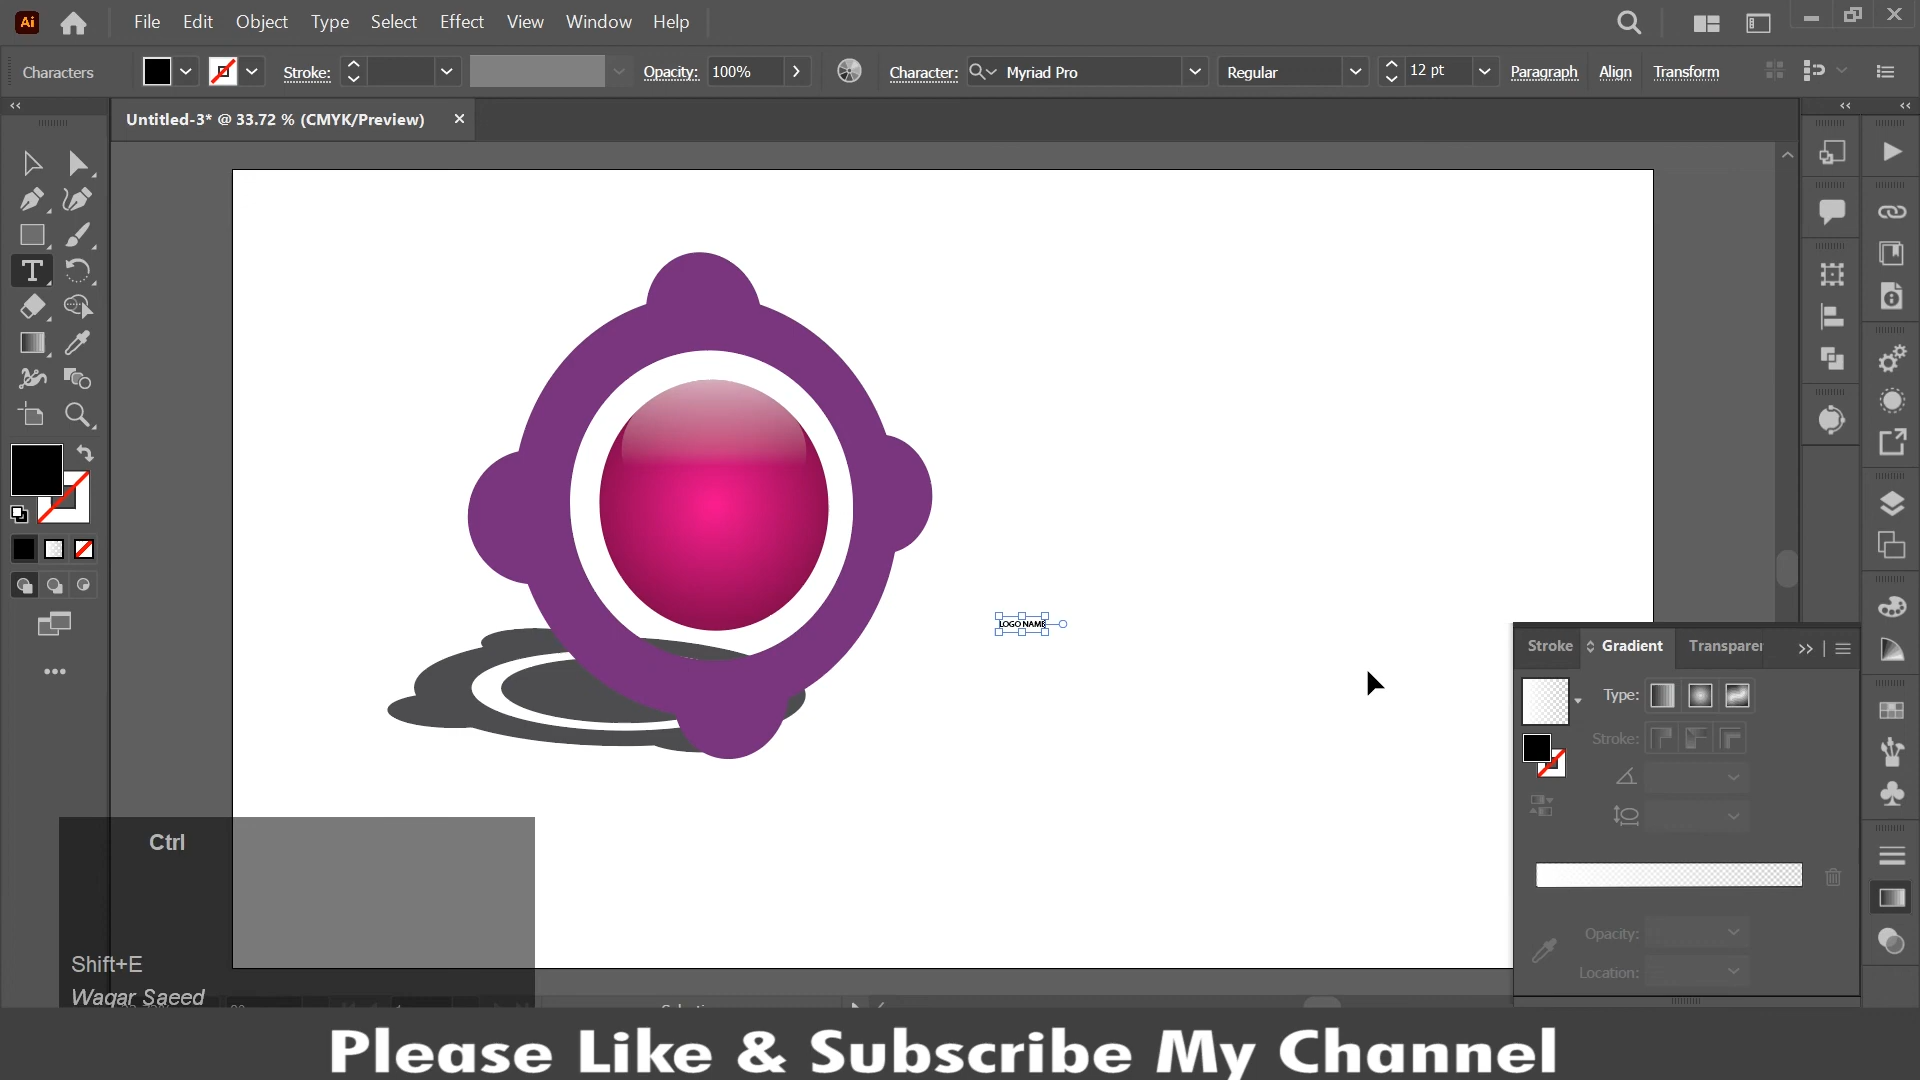 Ai File Edit Object Type Select Effect View Window Help
Characters Stroke: Opacity: 100% Character: Myriad Pro Regular 12 pt Paragraph Align Transform
Untitled-3* @ 33.72 % (CMYK/Preview)
T
LOGO NAME
Stroke Gradient Transparen
Type:
Stroke:
Opacity:
Location:
Ctrl
Shift+E
Waqar Saeed
Please Like & Subscribe My Channel